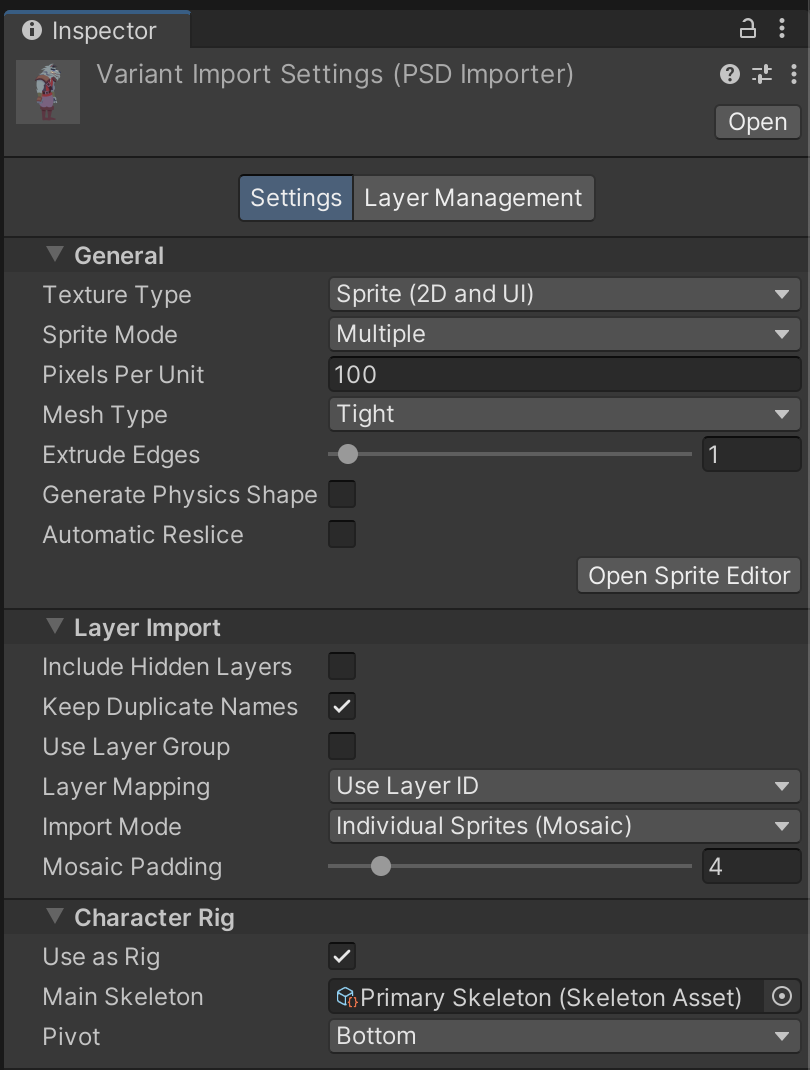 Inspector
Variant Import Settings (PSD Importer)
Open
Settings Layer Management
General
Texture Type Sprite (2D and UI)
Sprite Mode Multiple
Pixels Per Unit 100
Mesh Type Tight
Extrude Edges 1
Generate Physics Shape
Automatic Reslice
Open Sprite Editor
Layer Import
Include Hidden Layers
Keep Duplicate Names
Use Layer Group
Layer Mapping Use Layer ID
Import Mode Individual Sprites (Mosaic)
Mosaic Padding 4
Character Rig
Use as Rig
Main Skeleton Primary Skeleton (Skeleton Asset)
Pivot Bottom